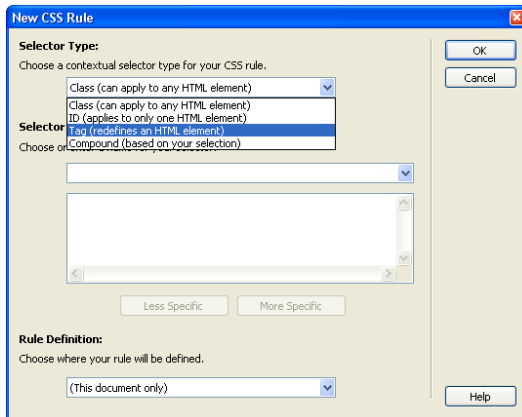 New CSS Rule
Selector Type:
OK
Choose a contextual selector type for your CSS rule.
Cancel
Class (can apply to any HTML element)
Class (can apply to any HTML element)
ID (applies to only one HTML element)
Selector
Tag (redefines an HTML element)
Compound (based on your selection)
Choose or
Less Specific
More Specific
Rule Definition:
Choose where your rule will be defined.
(This document only)
Help